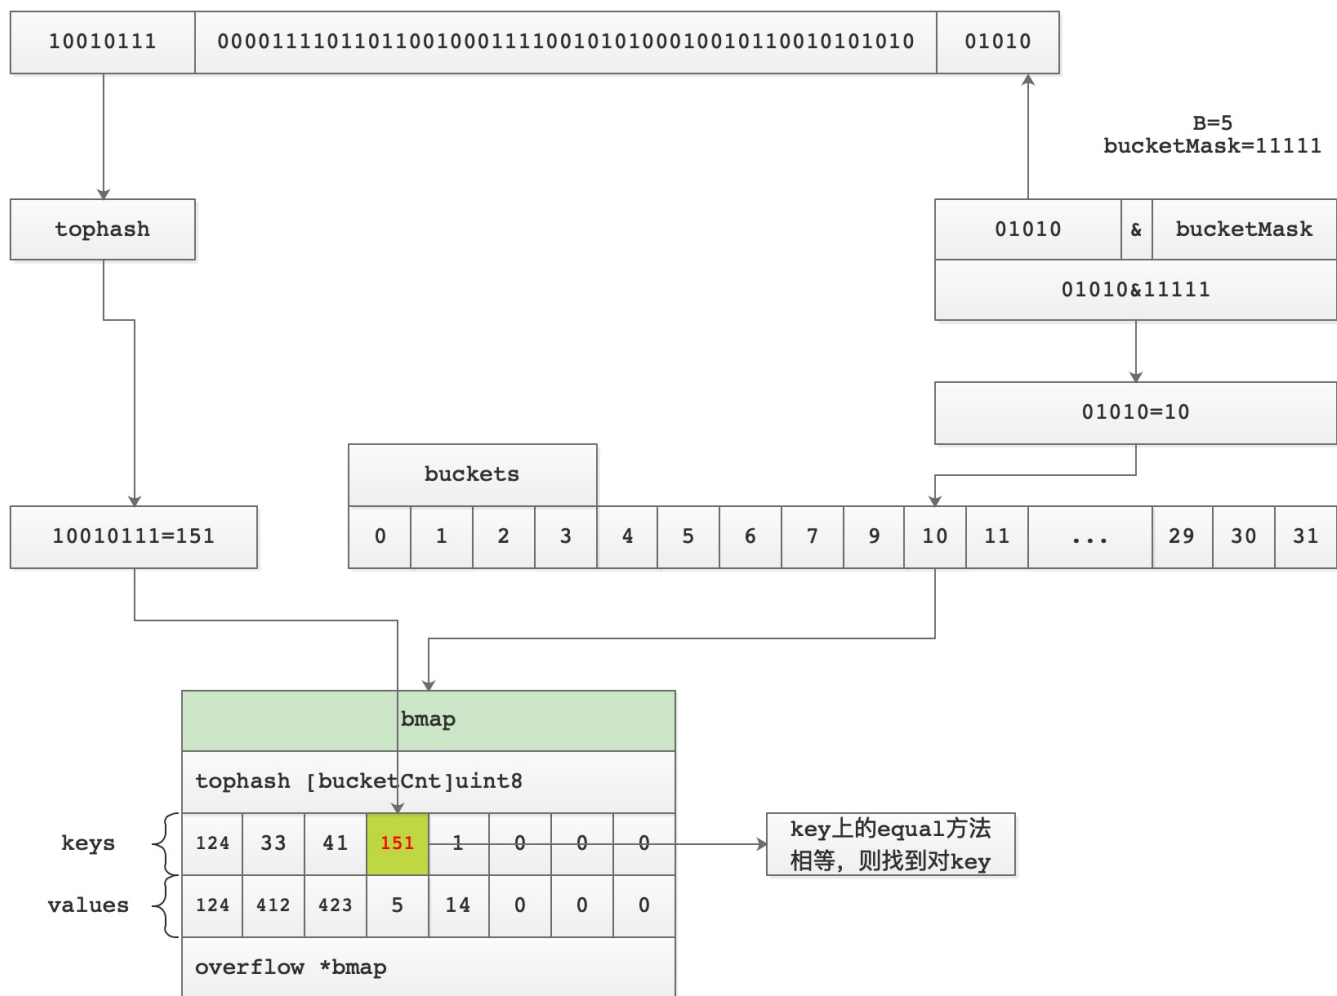 10010111 0000111101101100100011111001010100010010110010101010 01010
B=5
bucketMask=11111
tophash
01010 & bucketMask
01010&11111
01010=10
buckets
10010111=151
0 1 2 3 4 5 6 7 9 10 11 ... 29 30 31
bmap
tophash [bucketCnt]uint8
keys 124 33 41 151 1 0 0 0
key上的equal方法
相等，则找到对key
values 124 412 423 5 14 0 0 0
overflow *bmap